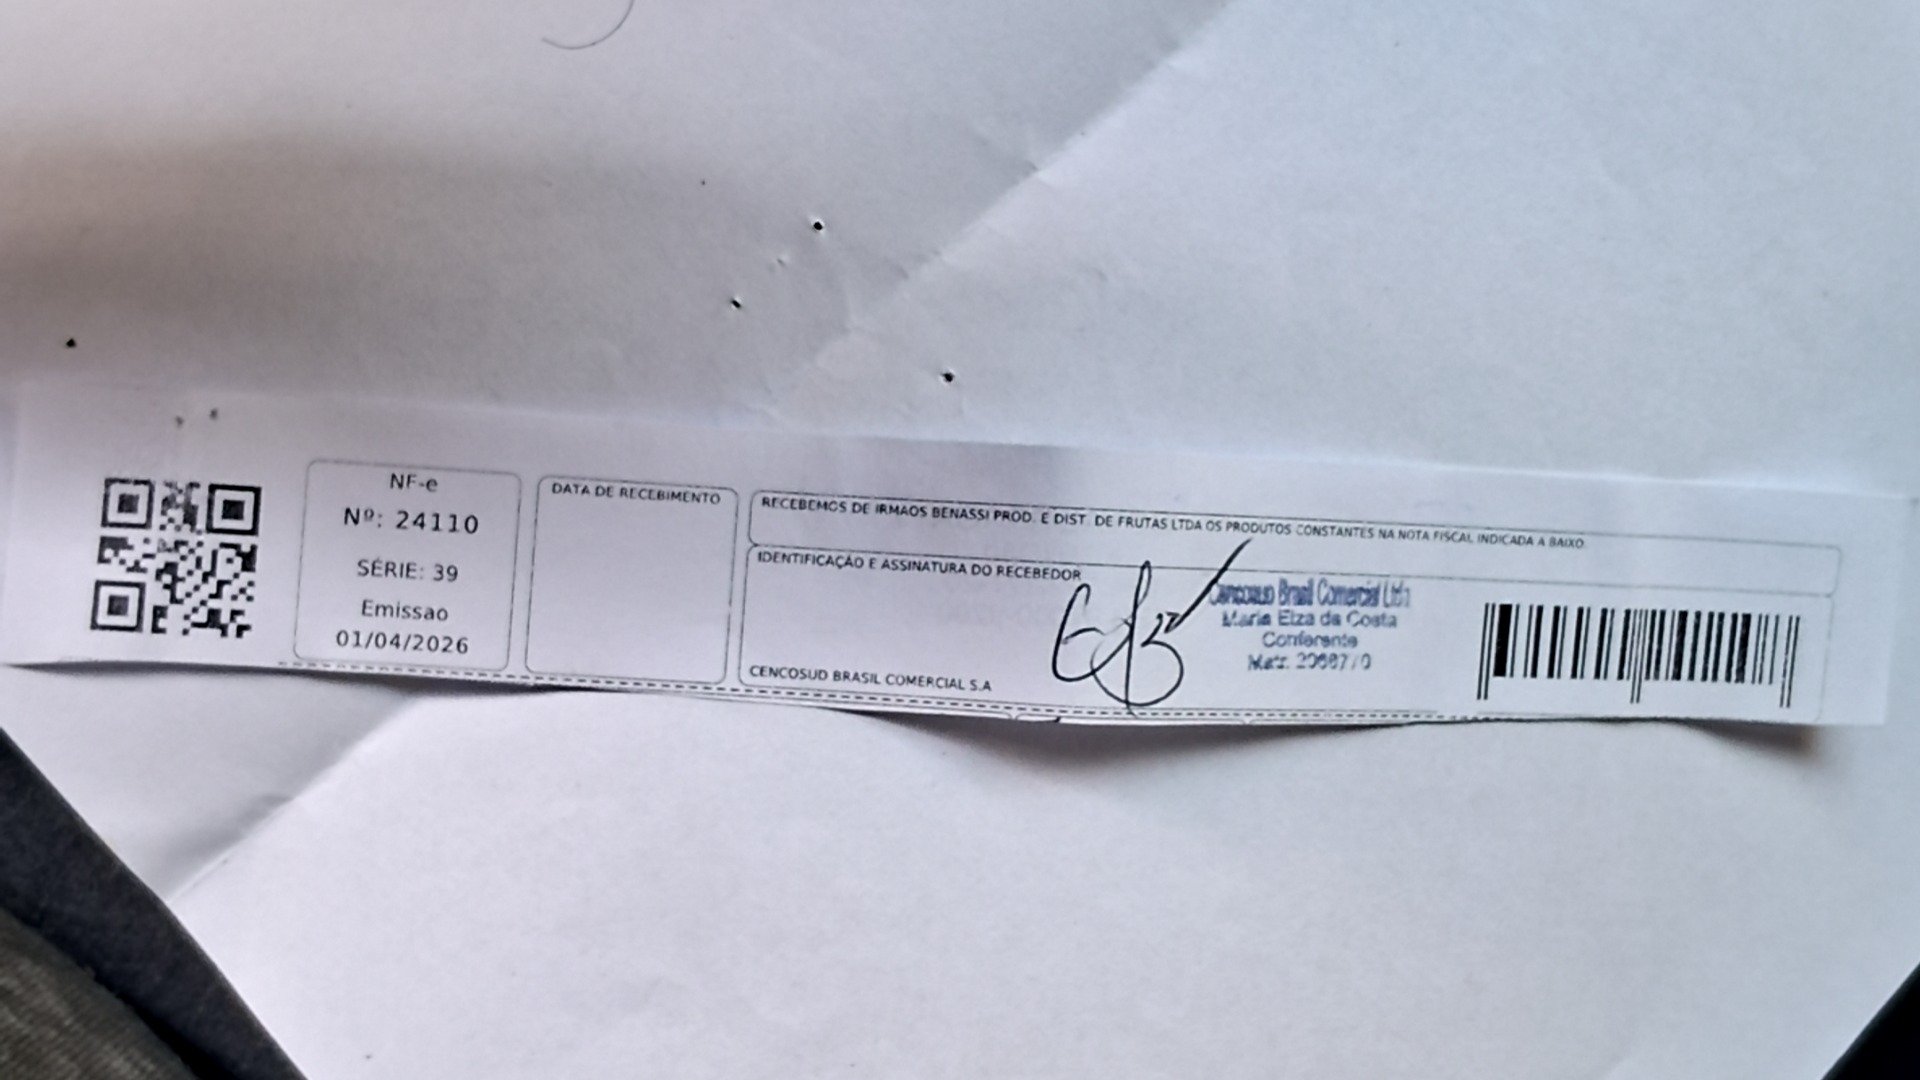 NF-e
Nº: 24110
SÉRIE: 39
Emissao
01/04/2026
DATA DE RECEBIMENTO
RECEBEMOS DE IRMAOS BENASSI PROD. E DIST. DE FRUTAS LTDA OS PRODUTOS CONSTANTES NA NOTA FISCAL INDICADA A BAIXO.
IDENTIFICAÇÃO E ASSINATURA DO RECEBEDOR
CENCOSUD BRASIL COMERCIAL S.A
Cencosud Brasil Comercial Ltda
Maria Elza da Costa
Conferente
Matr.